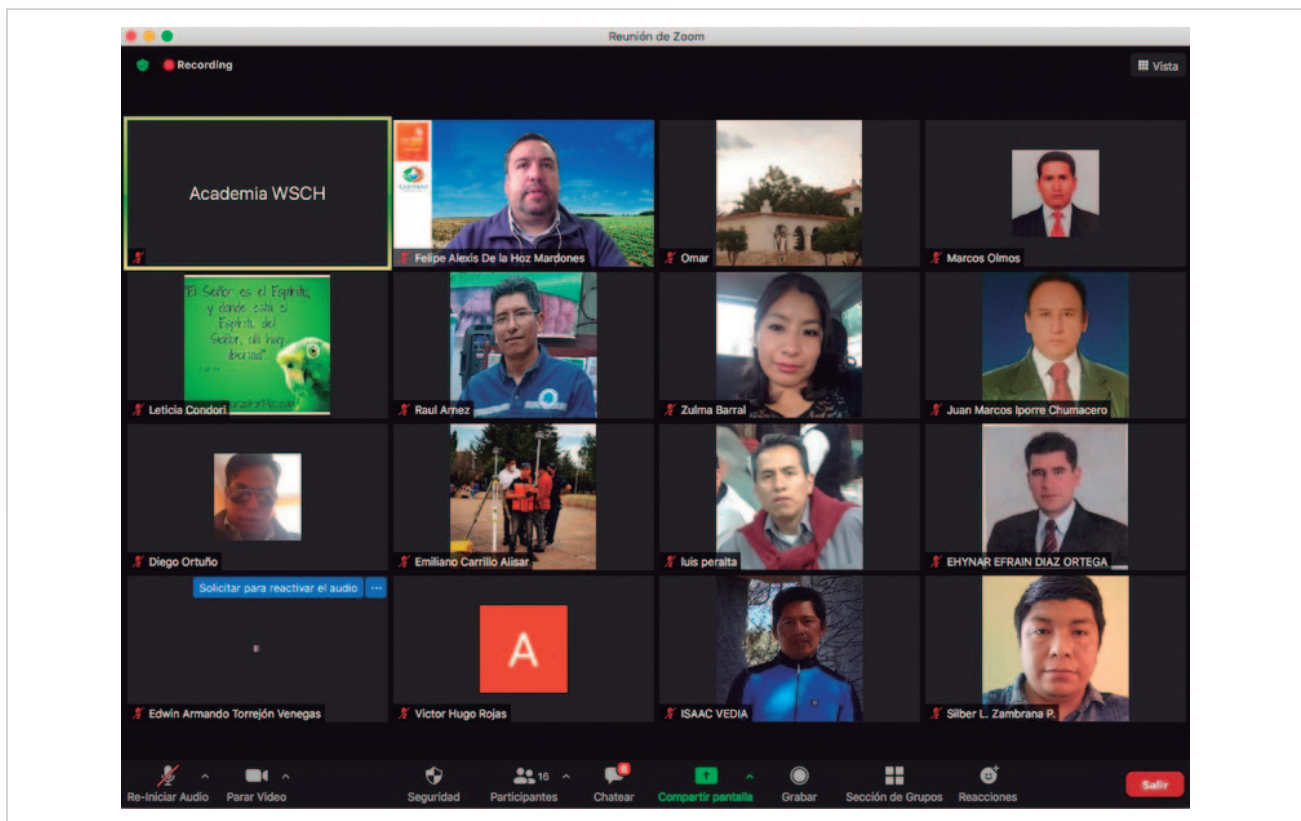 Reunión de Zoom
Recording
Vista
Academia WSCH
Felipe Alexis De la Hoz Mardones
Omar
Marcos Olmos
"El Señor es el Espíritu,
y donde está el
Espíritu del
Señor, allí hay
libertad".
Leticia Condori
Raul Arnez
Zulma Barral
Juan Marcos Iporre Chumacero
Diego Ortuño
Emiliano Carrillo Alisar
luis peralta
EHYNAR EFRAIN DIAZ ORTEGA
Solicitar para reactivar el audio ...
Edwin Armando Torrejón Venegas
A
Victor Hugo Rojas
ISAAC VEDIA
Silber L. Zambrana P.
Re-Iniciar Audio
Parar Video
Seguridad
16
Participantes
Chatear
Compartir pantalla
Grabar
Sección de Grupos
Reacciones
Salir